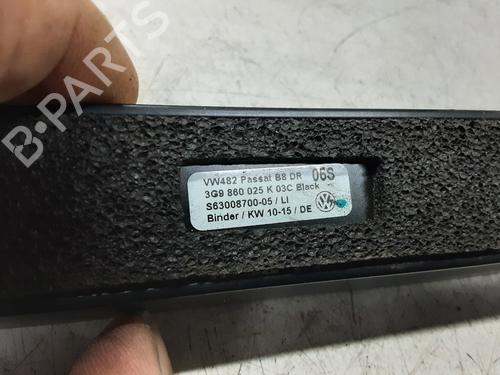 B-PARTS
VW482 Passat B8 DR 06S
3G9 860 025 K 03C Black
S63008700-05 / LI
Binder / KW 10-15 / DE